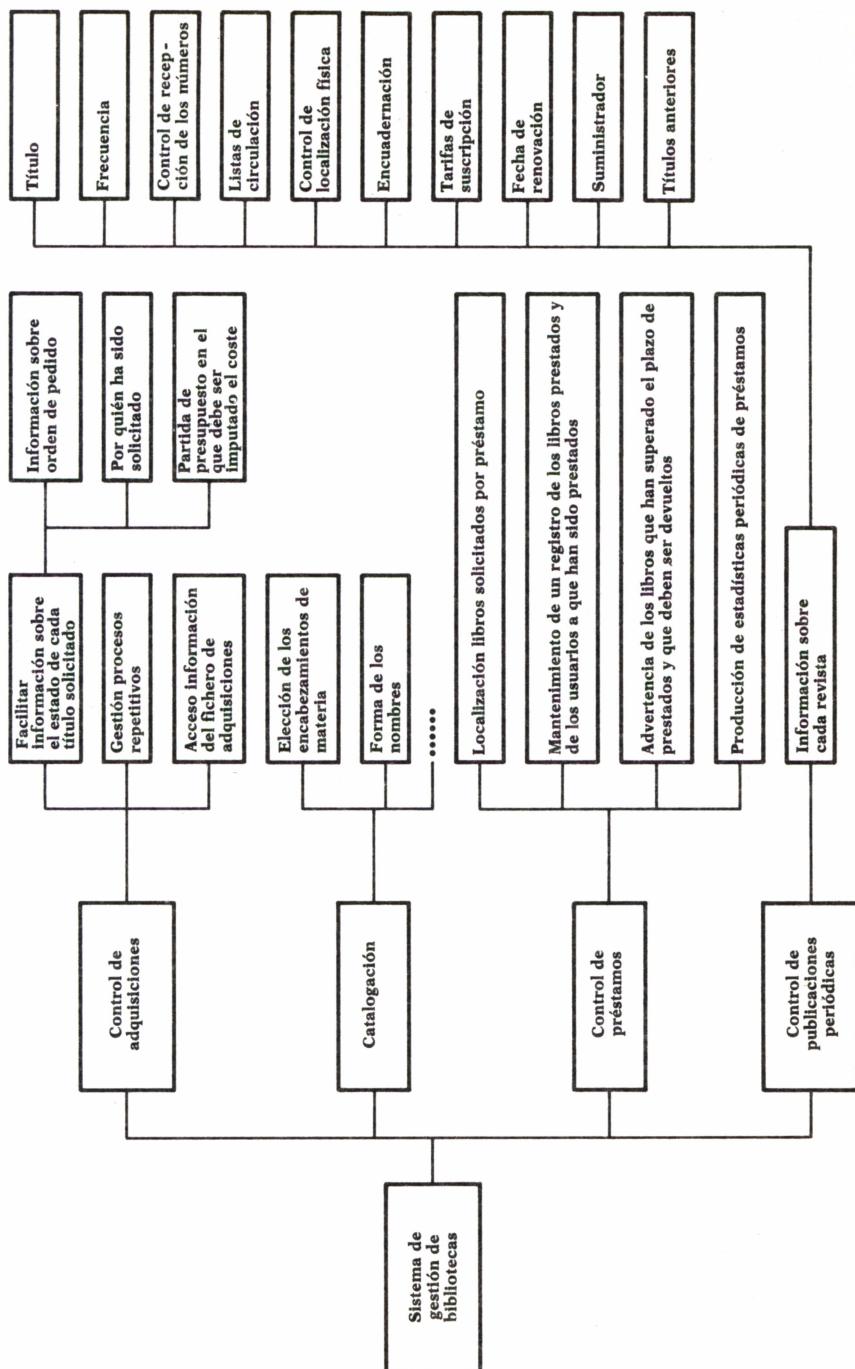 Sistema de
gestión de
bibliotecas
Control de
adquisiciones
Facilitar
información sobre
el estado de cada
título solicitado
Información sobre
orden de pedido
Por quién ha sido
solicitado
Partida de
presupuesto en el
que debe ser
imputado el coste
Gestión procesos
repetitivos
Acceso información
del fichero de
adquisiciones
Catalogación
Elección de los
encabezamientos de
materia
Forma de los
nombres
......
Control de
préstamos
Localización libros solicitados por préstamo
Mantenimiento de un registro de los libros prestados y
de los usuarios a que han sido prestados
Advertencia de los libros que han superado el plazo de
prestados y que deben ser devueltos
Producción de estadísticas periódicas de préstamos
Control de
publicaciones
periódicas
Información sobre
cada revista
Título
Frecuencia
Control de recep-
ción de los números
Listas de
circulación
Control de
localización física
Encuadernación
Tarifas de
suscripción
Fecha de
renovación
Suministrador
Títulos anteriores